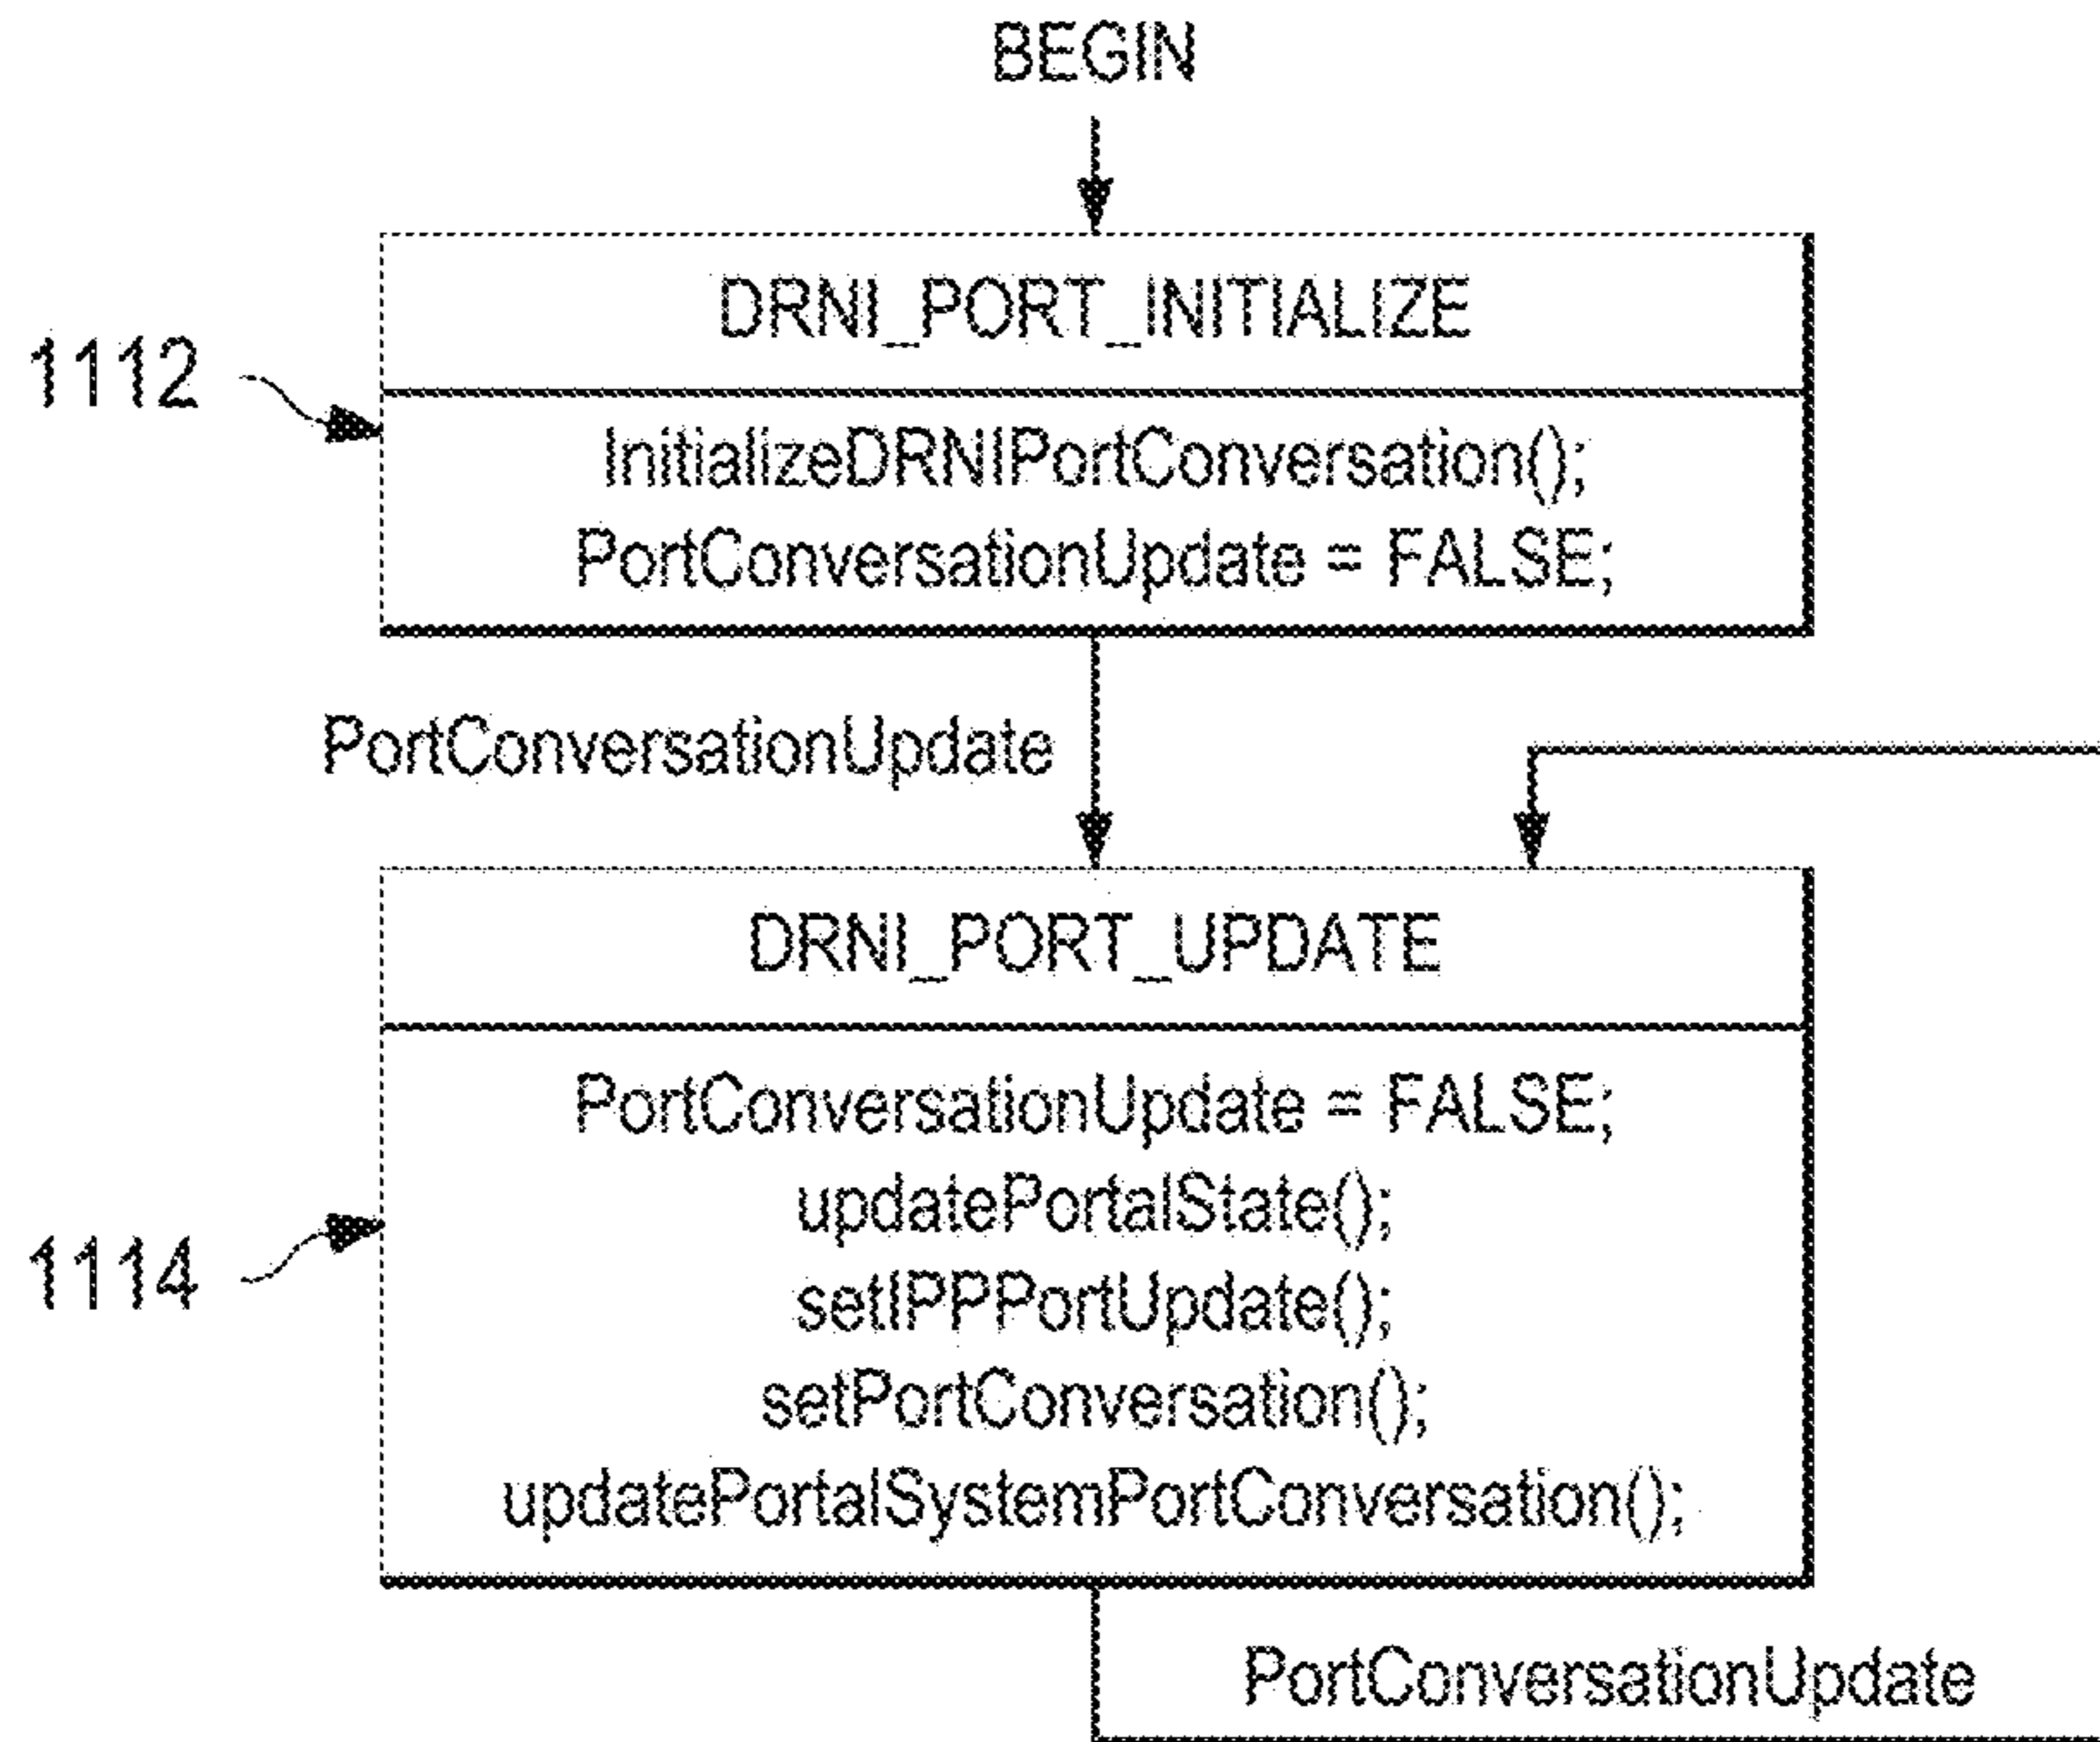 BEGIN
DRNI_PORT_INITIALIZE
1112
InitializeDRNIPortConversation();
PortConversationUpdate = FALSE;
PortConversationUpdate
DRNI_PORT_UPDATE
PortConversationUpdate = FALSE;
updatePortalState();
1114
setIPPPortUpdate();
setPortConversation();
updatePortalSystemPortConversation();
PortConversationUpdate